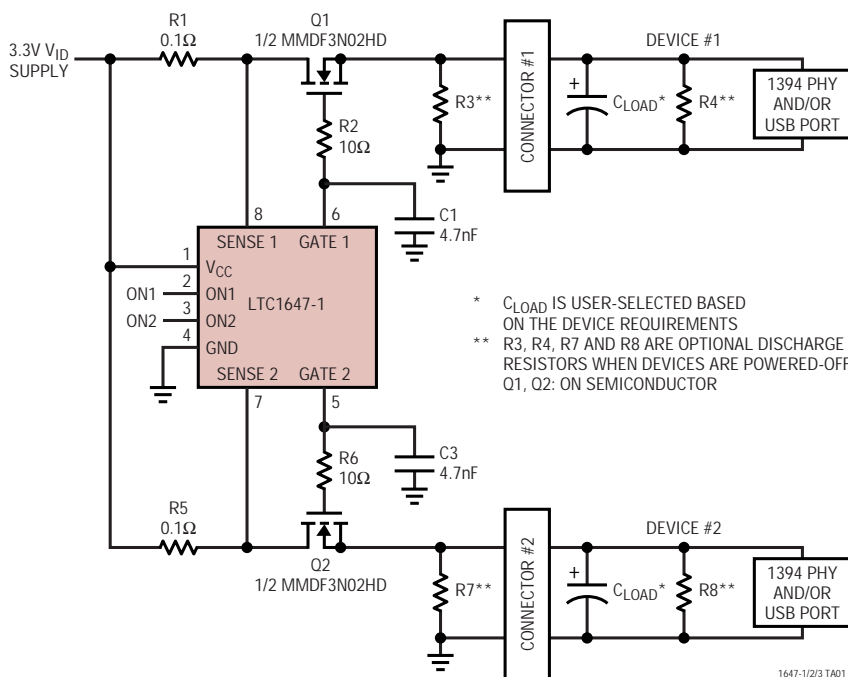 R1
0.1Ω
Q1
1/2 MMDF3N02HD
3.3V VID
SUPPLY
R2
10Ω
R3**
CONNECTOR #1
DEVICE #1
+
CLOAD*
R4**
1394 PHY
AND/OR
USB PORT
C1
4.7nF
8
6
SENSE 1
GATE 1
1
VCC
2
ON1
ON1
3
ON2
ON2
4
GND
LTC1647-1
SENSE 2
GATE 2
7
5
* CLOAD IS USER-SELECTED BASED
ON THE DEVICE REQUIREMENTS
** R3, R4, R7 AND R8 ARE OPTIONAL DISCHARGE
RESISTORS WHEN DEVICES ARE POWERED-OFF
Q1, Q2: ON SEMICONDUCTOR
R6
10Ω
C3
4.7nF
R5
0.1Ω
Q2
1/2 MMDF3N02HD
R7**
CONNECTOR #2
DEVICE #2
+
CLOAD*
R8**
1394 PHY
AND/OR
USB PORT
1647-1/2/3 TA01